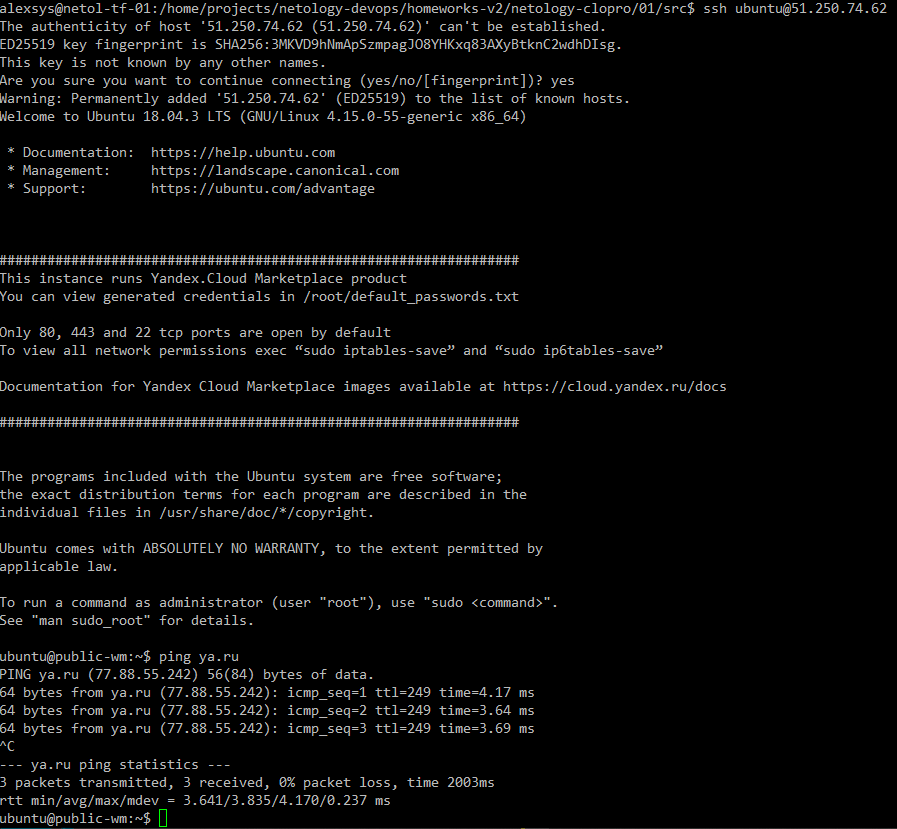 alexsys@netol-tf-01:/home/projects/netology-devops/homeworks-v2/netology-clopro/01/src$ ssh ubuntu@51.250.74.62
The authenticity of host '51.250.74.62 (51.250.74.62)' can't be established.
ED25519 key fingerprint is SHA256:3MKVD9hNmApSzmpagJO8YHKxq83AXyBtknC2wdhDIsg.
This key is not known by any other names.
Are you sure you want to continue connecting (yes/no/[fingerprint])? yes
Warning: Permanently added '51.250.74.62' (ED25519) to the list of known hosts.
Welcome to Ubuntu 18.04.3 LTS (GNU/Linux 4.15.0-55-generic x86_64)
 * Documentation:  https://help.ubuntu.com
 * Management:     https://landscape.canonical.com
 * Support:        https://ubuntu.com/advantage
#################################################################
This instance runs Yandex.Cloud Marketplace product
You can view generated credentials in /root/default_passwords.txt
Only 80, 443 and 22 tcp ports are open by default
To view all network permissions exec “sudo iptables-save” and “sudo ip6tables-save”
Documentation for Yandex Cloud Marketplace images available at https://cloud.yandex.ru/docs
#################################################################
The programs included with the Ubuntu system are free software;
the exact distribution terms for each program are described in the
individual files in /usr/share/doc/*/copyright.
Ubuntu comes with ABSOLUTELY NO WARRANTY, to the extent permitted by
applicable law.
To run a command as administrator (user "root"), use "sudo <command>".
See "man sudo_root" for details.
ubuntu@public-wm:~$ ping ya.ru
PING ya.ru (77.88.55.242) 56(84) bytes of data.
64 bytes from ya.ru (77.88.55.242): icmp_seq=1 ttl=249 time=4.17 ms
64 bytes from ya.ru (77.88.55.242): icmp_seq=2 ttl=249 time=3.64 ms
64 bytes from ya.ru (77.88.55.242): icmp_seq=3 ttl=249 time=3.69 ms
^C
--- ya.ru ping statistics ---
3 packets transmitted, 3 received, 0% packet loss, time 2003ms
rtt min/avg/max/mdev = 3.641/3.835/4.170/0.237 ms
ubuntu@public-wm:~$